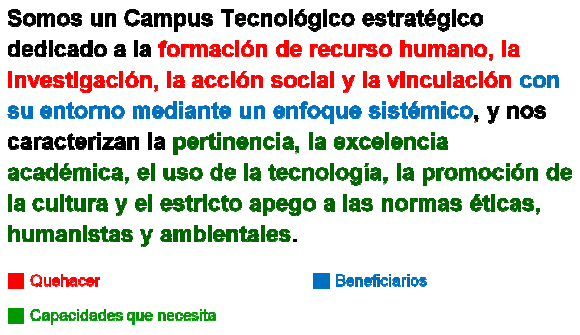 Somos un Campus Tecnológico estratégico
dedicado a la formación de recurso humano, la
investigación, la acción social y la vinculación con
su entorno mediante un enfoque sistémico, y nos
caracterizan la pertinencia, la excelencia
académica, el uso de la tecnología, la promoción de
la cultura y el estricto apego a las normas éticas,
humanistas y ambientales.
Quehacer Beneficiarios
Capacidades que necesita